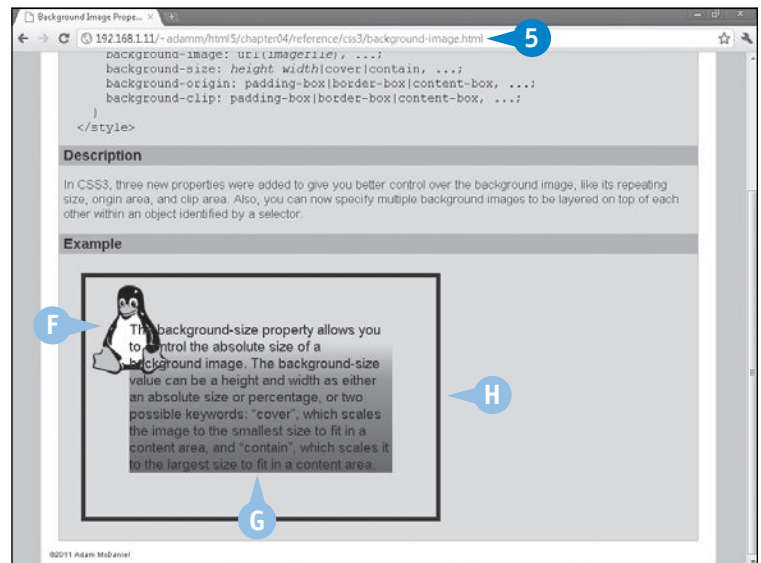 Background Image Prope...
192.168.1.11/~adamm/html5/chapter04/reference/css3/background-image.html
5
background-image: url(imagefile), ...;
background-size: height width|cover|contain, ...;
background-origin: padding-box|border-box|content-box, ...;
background-clip: padding-box|border-box|content-box, ...;
}
</style>
Description
In CSS3, three new properties were added to give you better control over the background image, like its repeating
size, origin area, and clip area. Also, you can now specify multiple background images to be layered on top of each
other within an object identified by a selector.
Example
F
The background-size property allows you
to control the absolute size of a
background image. The background-size
value can be a height and width as either
an absolute size or percentage, or two
possible keywords: "cover", which scales
the image to the smallest size to fit in a
content area, and "contain", which scales it
to the largest size to fit in a content area.
H
G
©2011 Adam McDaniel